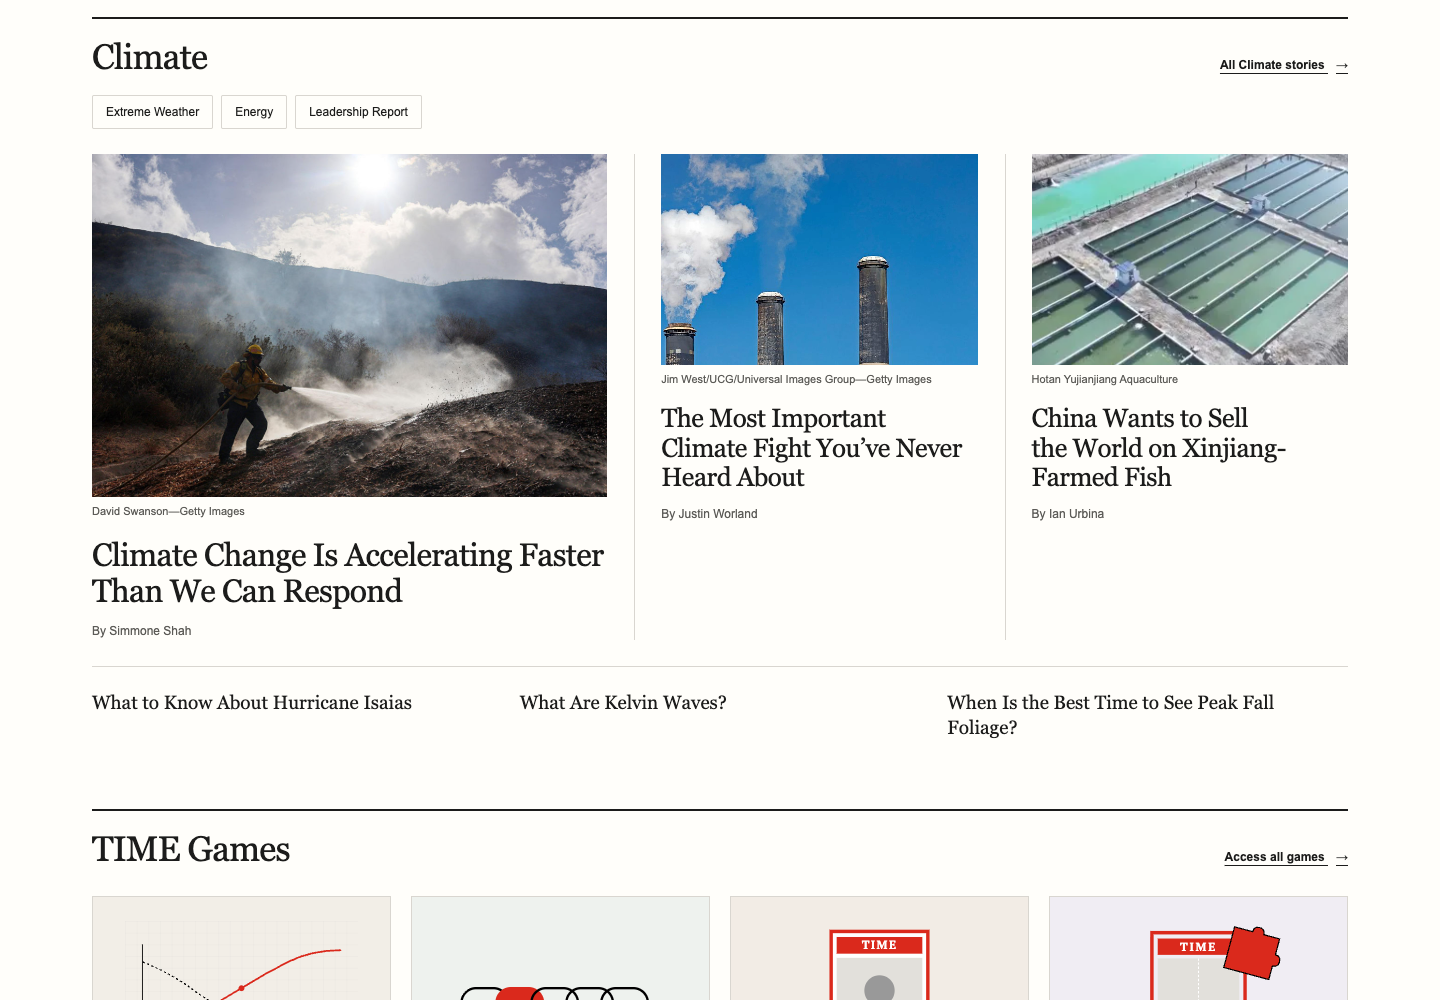 Climate
All Climate stories →
Extreme Weather
Energy
Leadership Report
David Swanson—Getty Images
Climate Change Is Accelerating Faster
Than We Can Respond
By Simmone Shah
Jim West/UCG/Universal Images Group—Getty Images
The Most Important
Climate Fight You’ve Never
Heard About
By Justin Worland
Hotan Yujianjiang Aquaculture
China Wants to Sell
the World on Xinjiang-
Farmed Fish
By Ian Urbina
What to Know About Hurricane Isaias
What Are Kelvin Waves?
When Is the Best Time to See Peak Fall
Foliage?
TIME Games
Access all games →
TIME
TIME